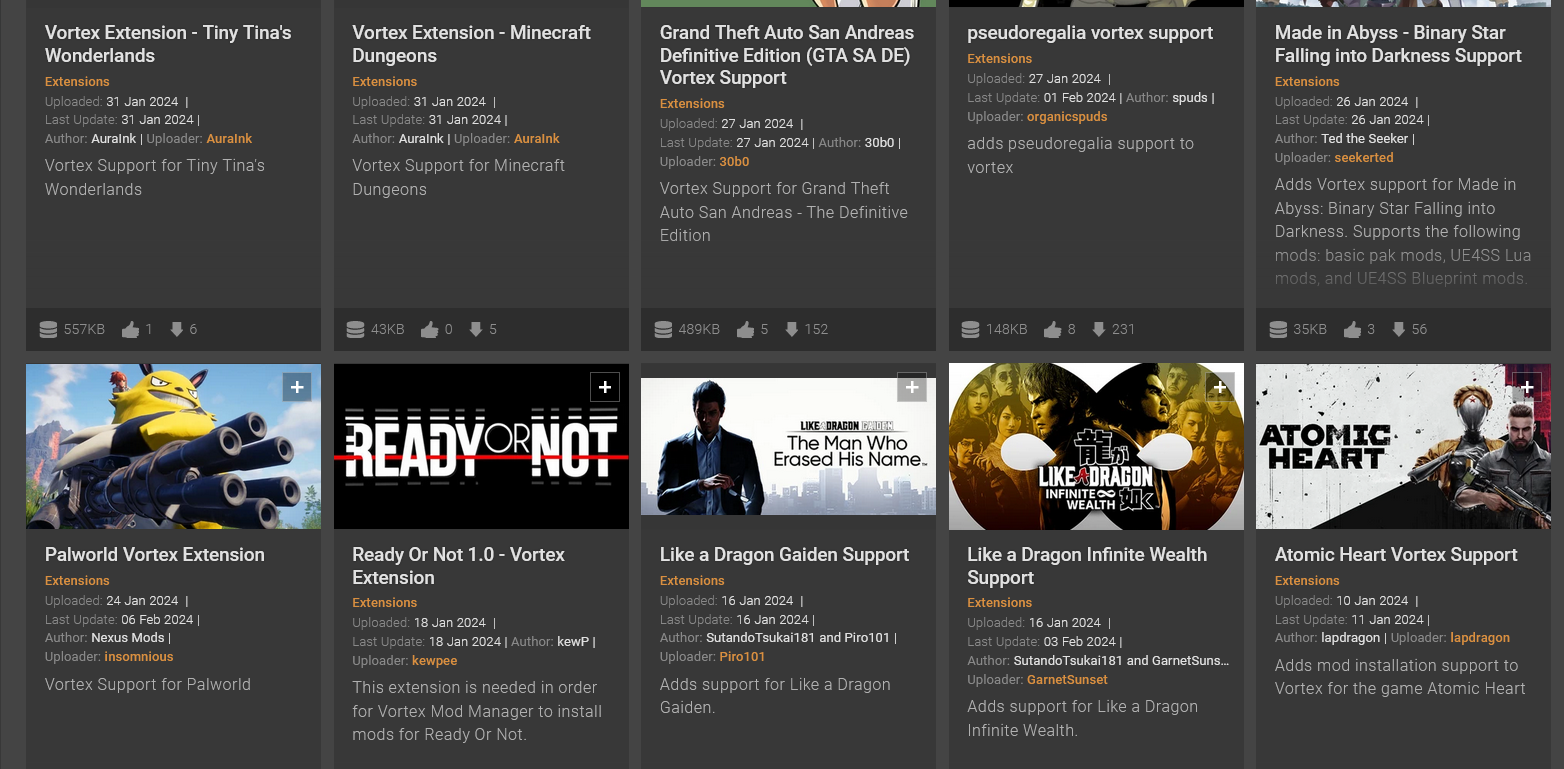 Vortex Extension - Tiny Tina's
Wonderlands
Extensions
Uploaded: 31 Jan 2024 |
Last Update: 31 Jan 2024 |
Author: AuraInk | Uploader: AuraInk
Vortex Support for Tiny Tina's
Wonderlands
557KB 1 6
Vortex Extension - Minecraft
Dungeons
Extensions
Uploaded: 31 Jan 2024 |
Last Update: 31 Jan 2024 |
Author: AuraInk | Uploader: AuraInk
Vortex Support for Minecraft
Dungeons
43KB 0 5
Grand Theft Auto San Andreas
Definitive Edition (GTA SA DE)
Vortex Support
Extensions
Uploaded: 27 Jan 2024 |
Last Update: 27 Jan 2024 | Author: 30b0 |
Uploader: 30b0
Vortex Support for Grand Theft
Auto San Andreas - The Definitive
Edition
489KB 5 152
pseudoregalia vortex support
Extensions
Uploaded: 27 Jan 2024 |
Last Update: 01 Feb 2024 | Author: spuds |
Uploader: organicspuds
adds pseudoregalia support to
vortex
148KB 8 231
Made in Abyss - Binary Star
Falling into Darkness Support
Extensions
Uploaded: 26 Jan 2024 |
Last Update: 26 Jan 2024 |
Author: Ted the Seeker |
Uploader: seekerted
Adds Vortex support for Made in
Abyss: Binary Star Falling into
Darkness. Supports the following
mods: basic pak mods, UE4SS Lua
mods, and UE4SS Blueprint mods.
35KB 3 56
+
Palworld Vortex Extension
Extensions
Uploaded: 24 Jan 2024 |
Last Update: 06 Feb 2024 |
Author: Nexus Mods |
Uploader: insomnious
Vortex Support for Palworld
+
READY OR NOT
Ready Or Not 1.0 - Vortex
Extension
Extensions
Uploaded: 18 Jan 2024 |
Last Update: 18 Jan 2024 | Author: kewP |
Uploader: kewpee
This extension is needed in order
for Vortex Mod Manager to install
mods for Ready Or Not.
+
LIKE A DRAGON GAIDEN
The Man Who
Erased His Name™
Like a Dragon Gaiden Support
Extensions
Uploaded: 16 Jan 2024 |
Last Update: 16 Jan 2024 |
Author: SutandoTsukai181 and Piro101 |
Uploader: Piro101
Adds support for Like a Dragon
Gaiden.
+
龍が
LIKE A DRAGON
INFINITE WEALTH 如く
Like a Dragon Infinite Wealth
Support
Extensions
Uploaded: 16 Jan 2024 |
Last Update: 03 Feb 2024 |
Author: SutandoTsukai181 and GarnetSuns...
Uploader: GarnetSunset
Adds support for Like a Dragon
Infinite Wealth.
+
ATOMIC
HEART
Atomic Heart Vortex Support
Extensions
Uploaded: 10 Jan 2024 |
Last Update: 11 Jan 2024 |
Author: lapdragon | Uploader: lapdragon
Adds mod installation support to
Vortex for the game Atomic Heart